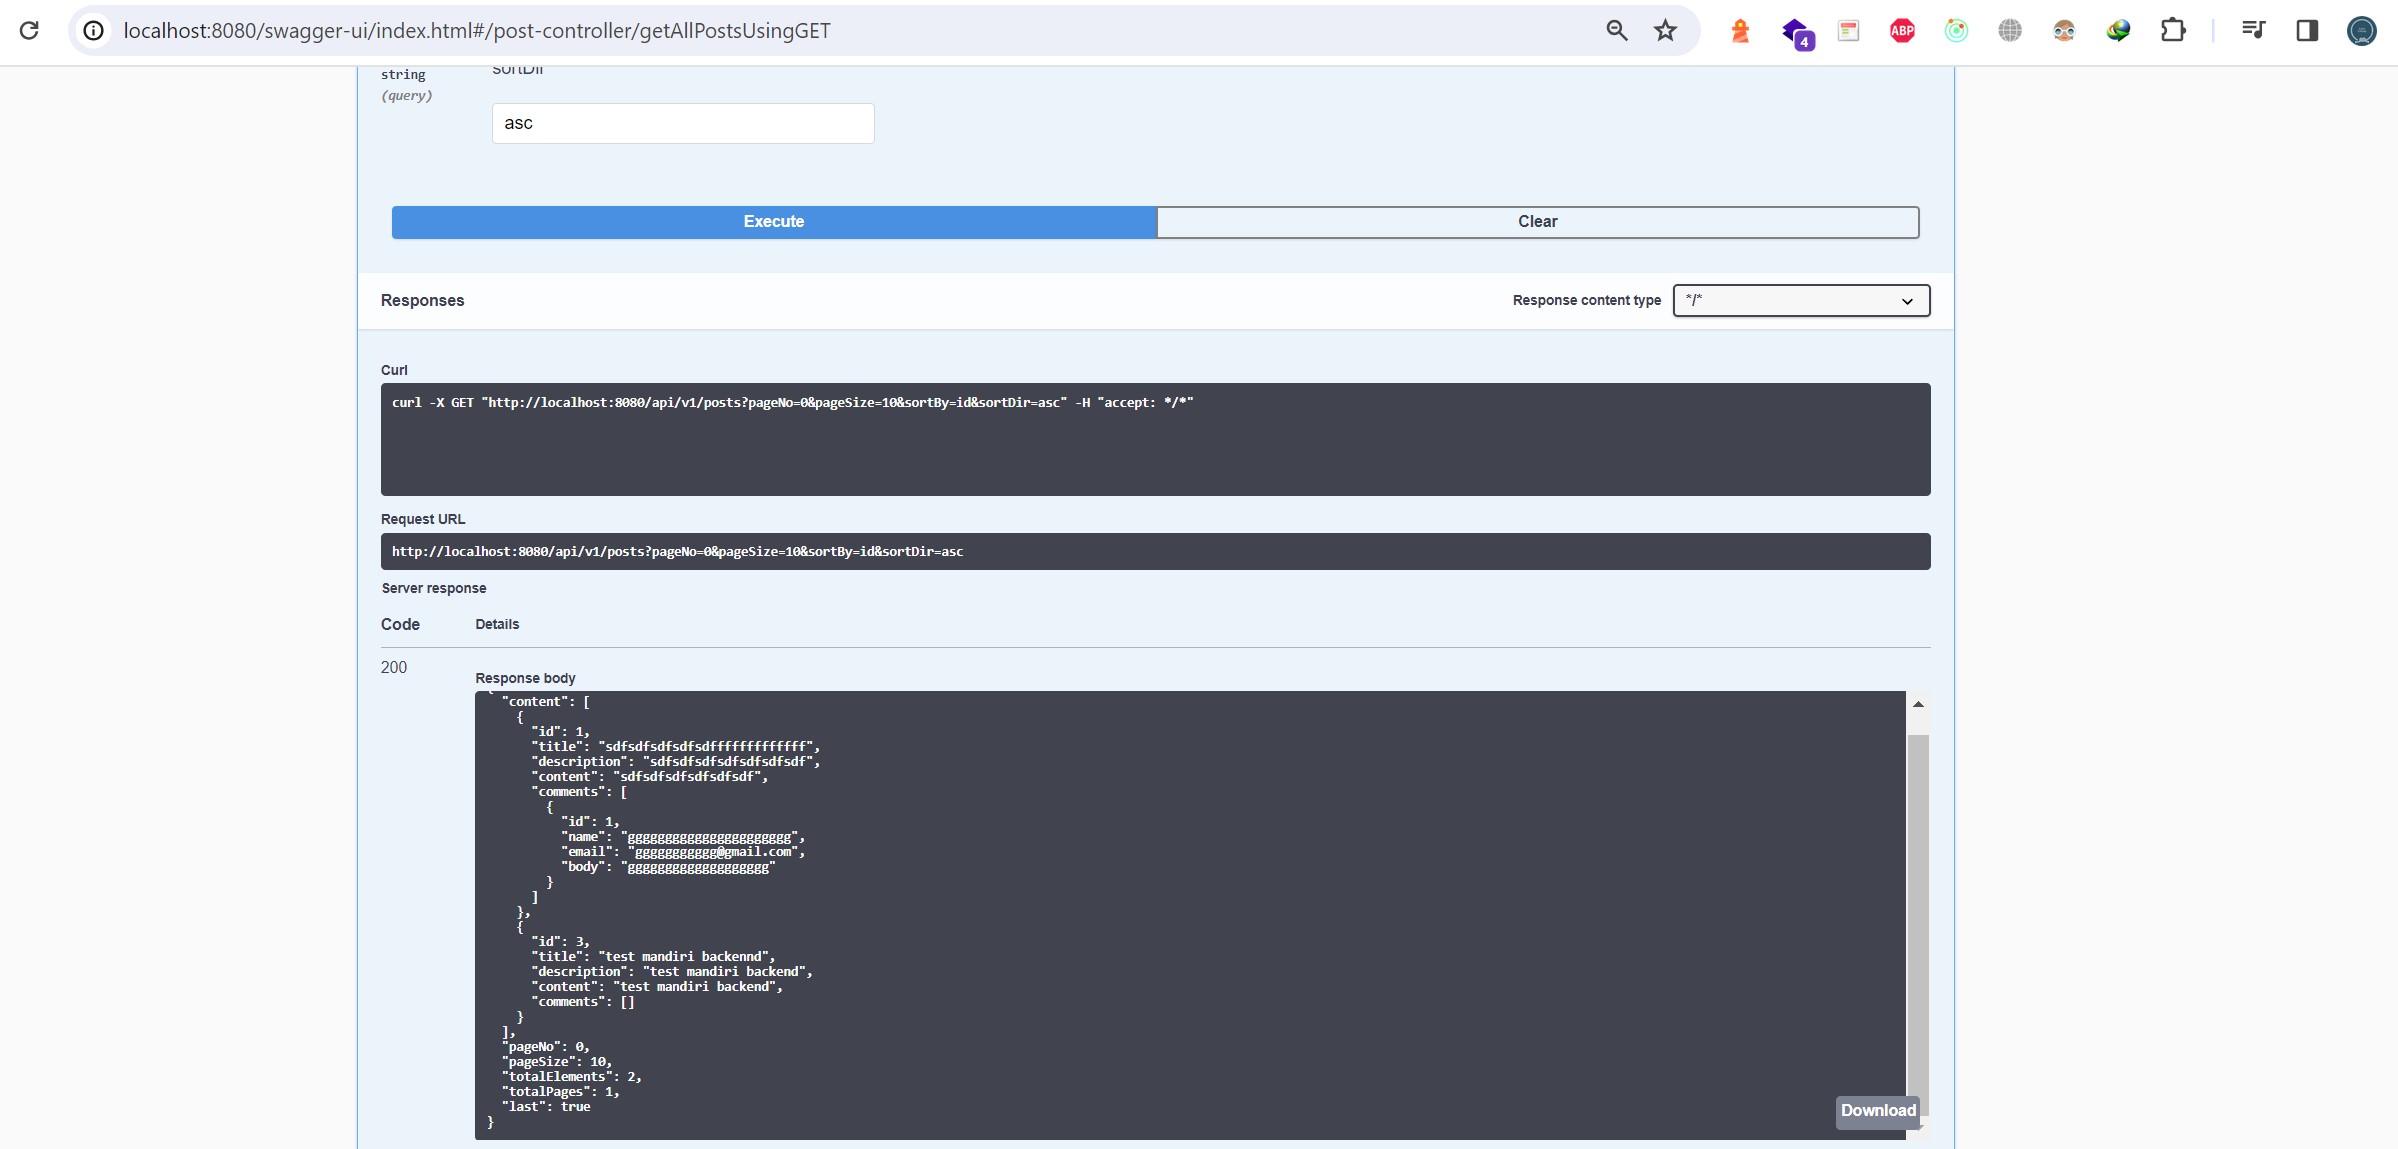 localhost:8080/swagger-ui/index.html#/post-controller/getAllPostsUsingGET
4
ABP
string
sortDir
(query)
asc
Execute
Clear
Responses
Response content type
*/*
Curl
curl -X GET "http://localhost:8080/api/v1/posts?pageNo=0&pageSize=10&sortBy=id&sortDir=asc" -H "accept: */*"
Request URL
http://localhost:8080/api/v1/posts?pageNo=0&pageSize=10&sortBy=id&sortDir=asc
Server response
Code
Details
200
Response body
{
  "content": [
    {
      "id": 1,
      "title": "sdfsdfsdfsdfsdfffffffffffff",
      "description": "sdfsdfsdfsdfsdfsdfsdf",
      "content": "sdfsdfsdfsdfsdfsdf",
      "comments": [
        {
          "id": 1,
          "name": "gggggggggggggggggggggg",
          "email": "ggggggggggg@gmail.com",
          "body": "ggggggggggggggggggg"
        }
      ]
    },
    {
      "id": 3,
      "title": "test mandiri backennd",
      "description": "test mandiri backend",
      "content": "test mandiri backend",
      "comments": []
    }
  ],
  "pageNo": 0,
  "pageSize": 10,
  "totalElements": 2,
  "totalPages": 1,
  "last": true
}
Download